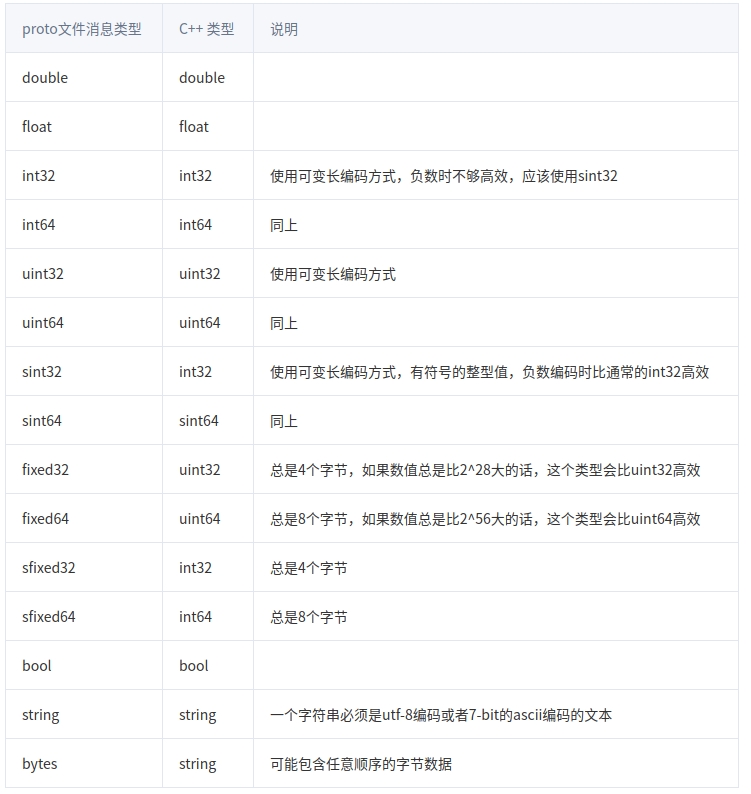 proto文件消息类型 C++ 类型 说明
double double
float float
int32 int32 使用可变长编码方式，负数时不够高效，应该使用sint32
int64 int64 同上
uint32 uint32 使用可变长编码方式
uint64 uint64 同上
sint32 int32 使用可变长编码方式，有符号的整型值，负数编码时比通常的int32高效
sint64 sint64 同上
fixed32 uint32 总是4个字节，如果数值总是比2^28大的话，这个类型会比uint32高效
fixed64 uint64 总是8个字节，如果数值总是比2^56大的话，这个类型会比uint64高效
sfixed32 int32 总是4个字节
sfixed64 int64 总是8个字节
bool bool
string string 一个字符串必须是utf-8编码或者7-bit的ascii编码的文本
bytes string 可能包含任意顺序的字节数据